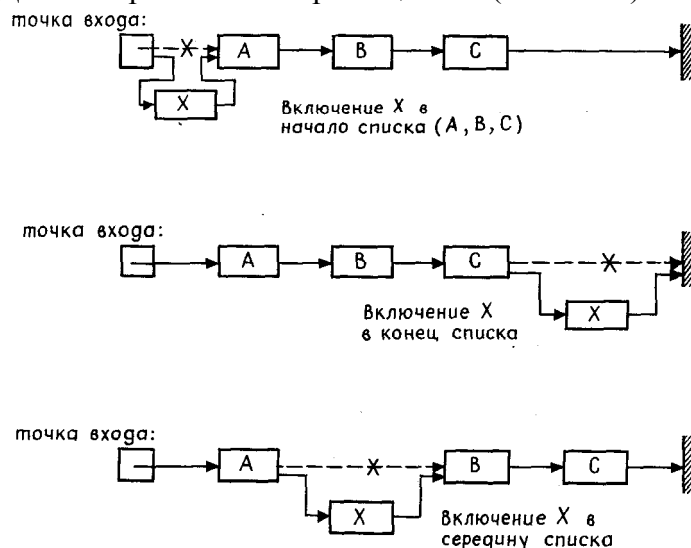 точка входа:
A
B
C
X
Включение X в
начало списка (A, B, C)
точка входа:
A
B
C
X
Включение X
в конец списка
точка входа:
A
B
C
X
Включение X в
середину списка